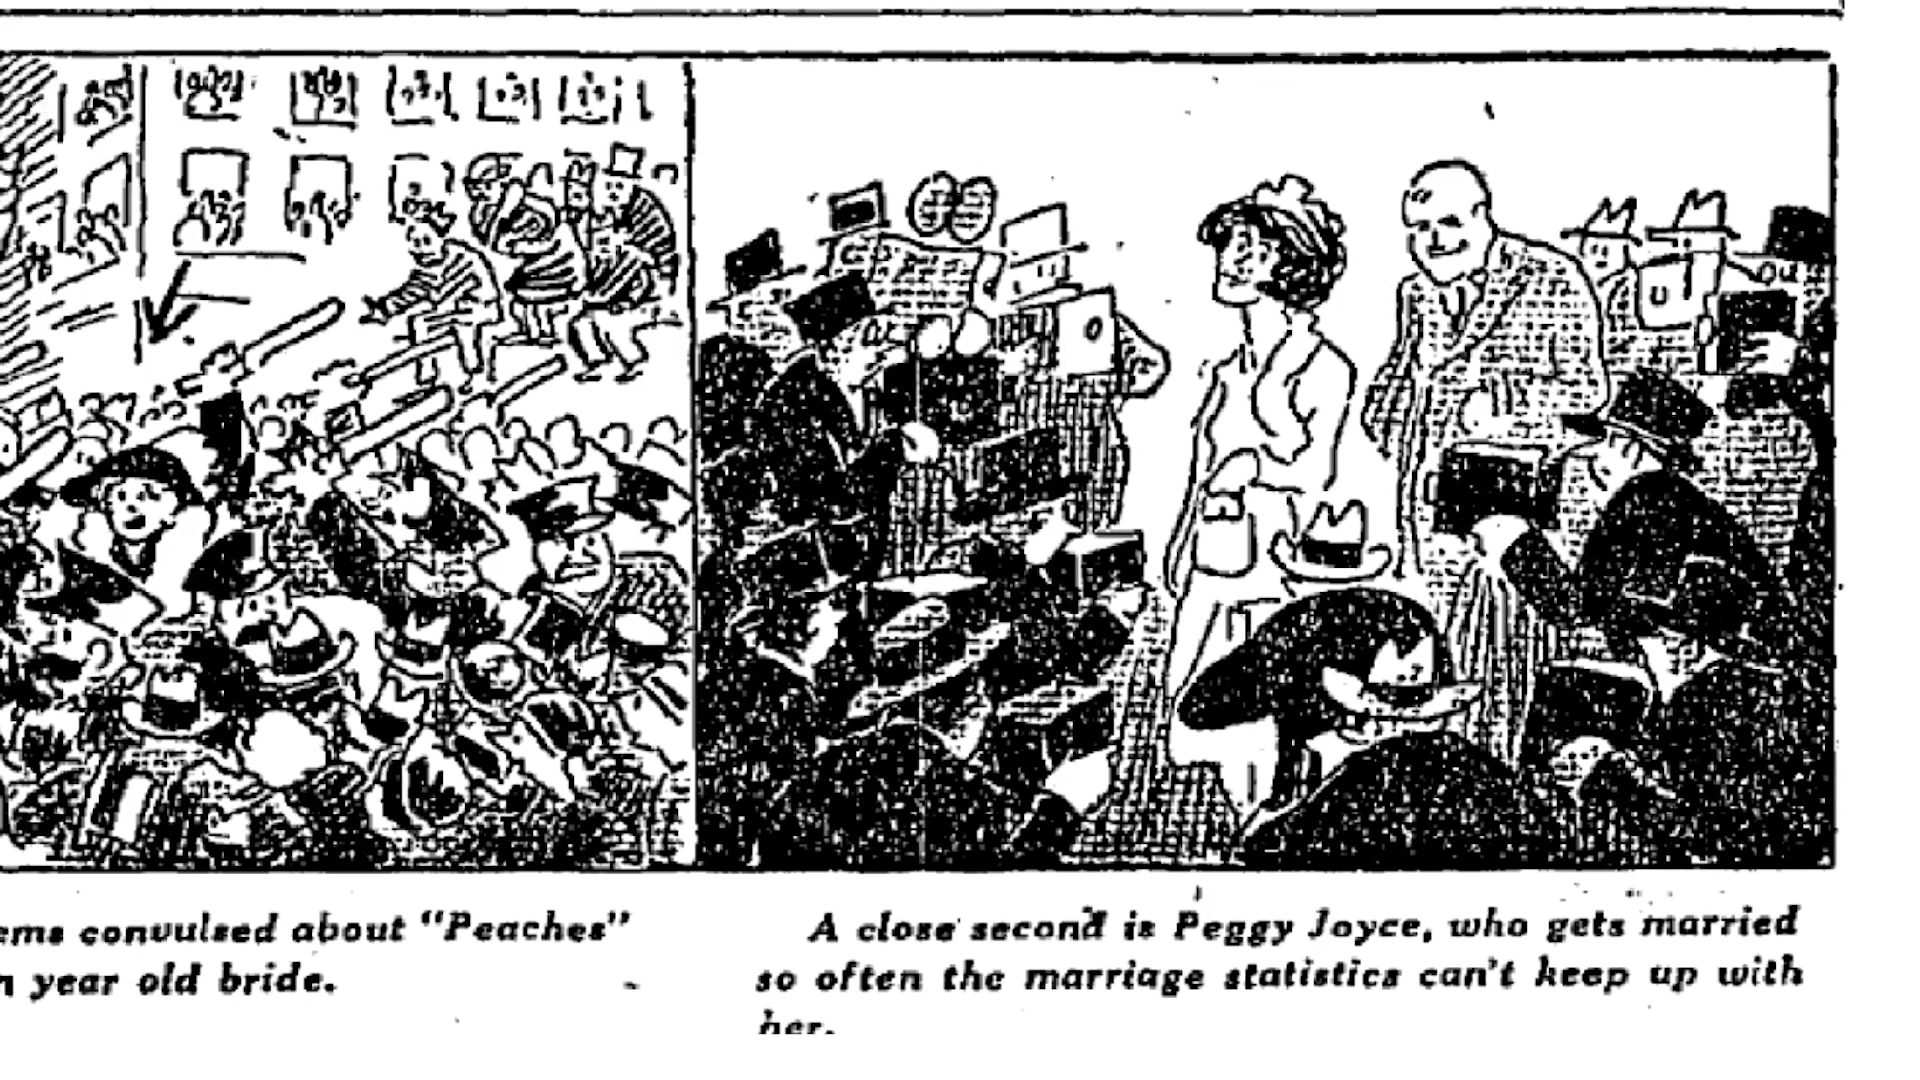 convulsed about "Peaches"
year old bride.
A close second is Peggy Joyce, who gets married
so often the marriage statistics can't keep up with
her.